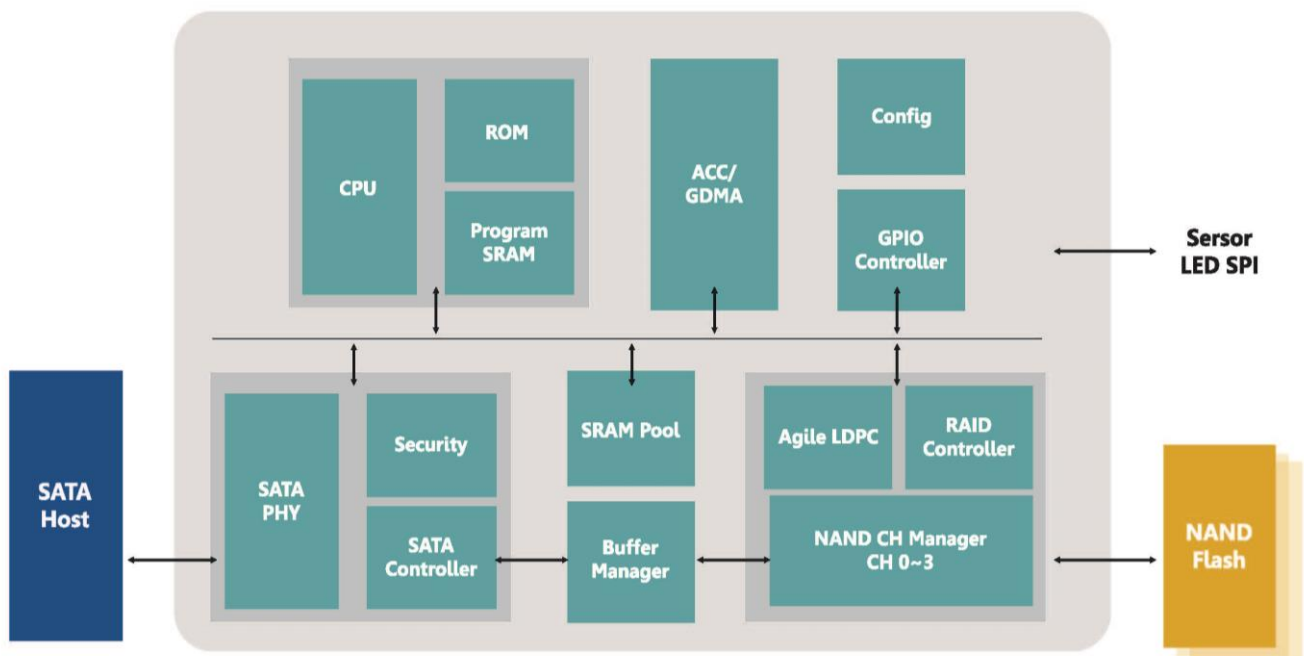 CPU
ROM
Program
SRAM
ACC/
GDMA
Config
GPIO
Controller
Sersor
LED SPI
SATA
Host
SATA
PHY
Security
SATA
Controller
SRAM Pool
Buffer
Manager
Agile LDPC
RAID
Controller
NAND CH Manager
CH 0~3
NAND
Flash